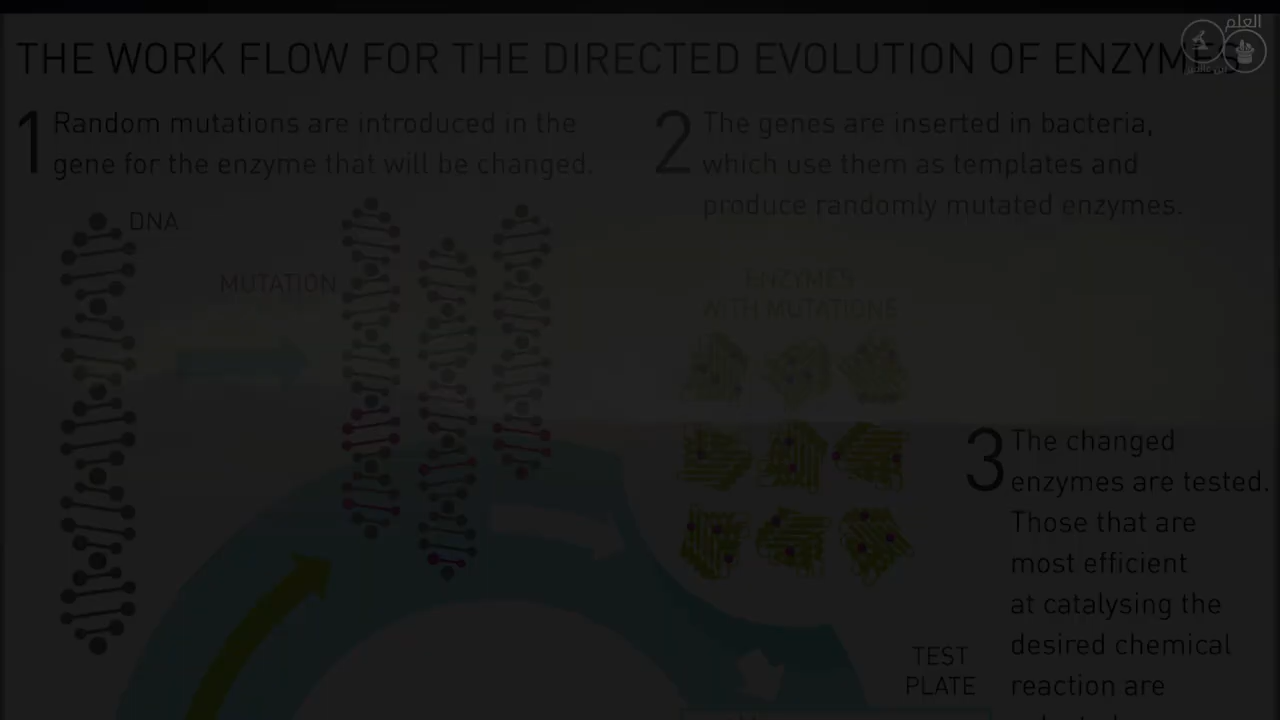 العلم
THE WORK FLOW FOR THE DIRECTED EVOLUTION OF ENZYMES
1 Random mutations are introduced in the
gene for the enzyme that will be changed.
2 The genes are inserted in bacteria,
which use them as templates and
produce randomly mutated enzymes.
DNA
MUTATION
ENZYMES
WITH MUTATIONS
3 The changed
enzymes are tested.
Those that are
most efficient
at catalysing the
desired chemical
reaction are
TEST
PLATE